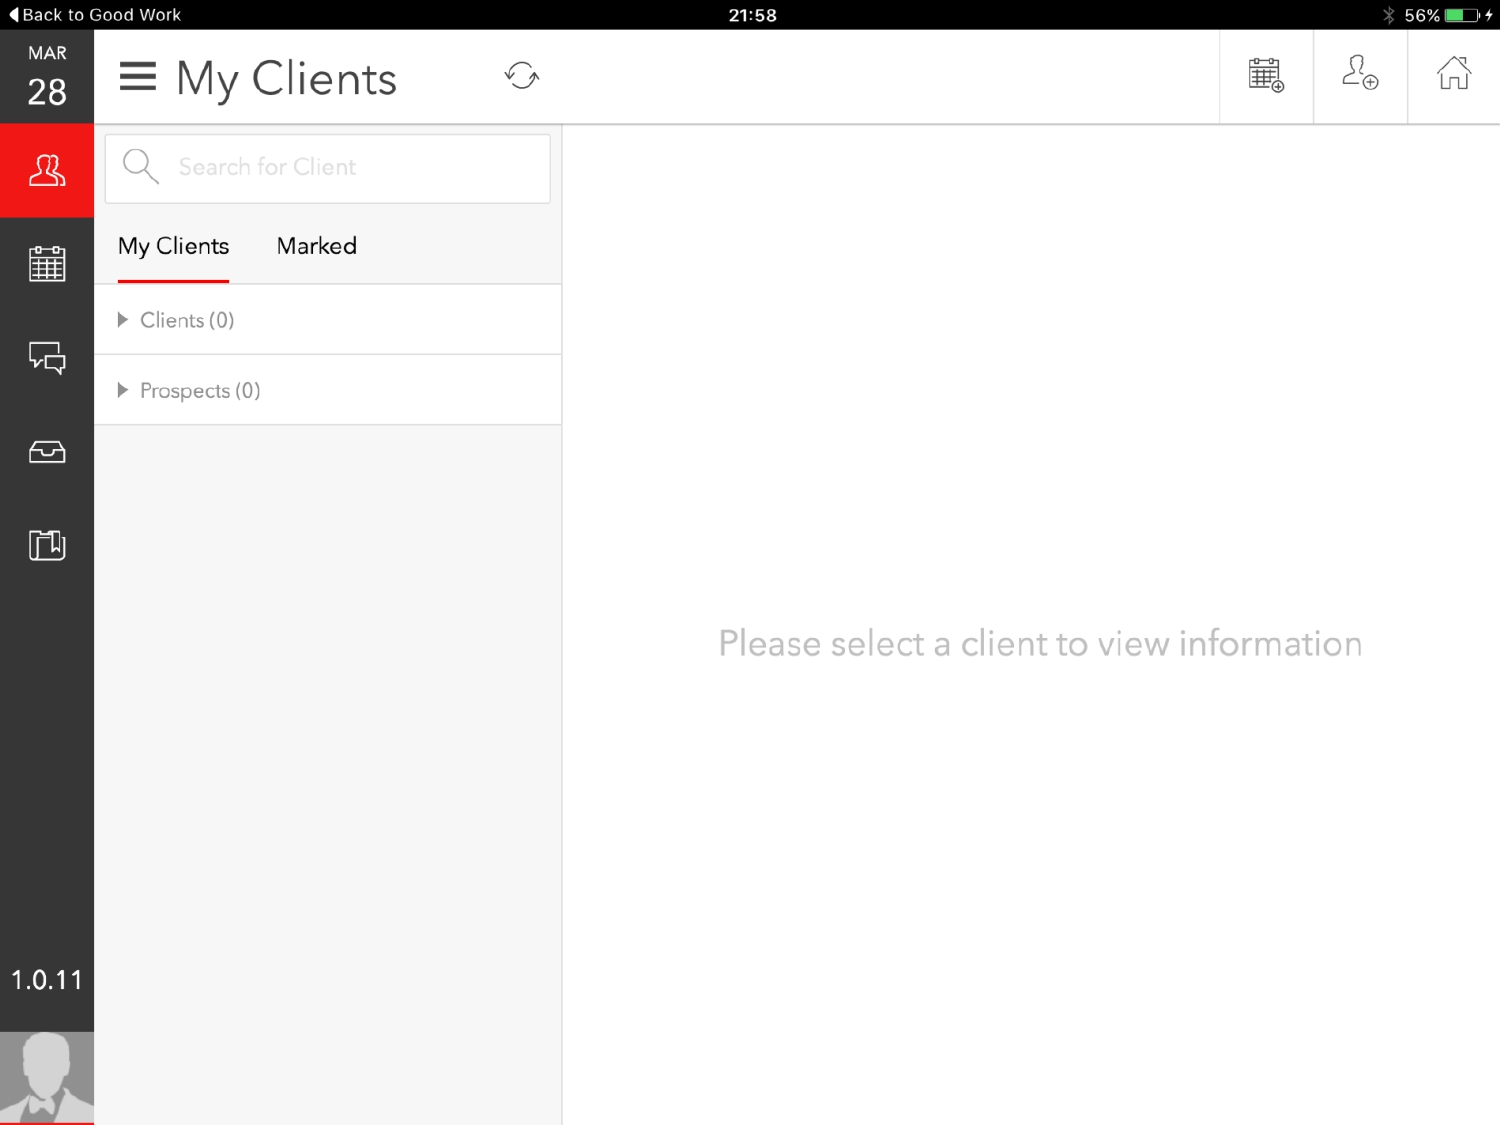 Back to Good Work
21:58
56%
MAR
28
My Clients
Search for Client
My Clients
Marked
Clients (0)
Prospects (0)
Please select a client to view information
1.0.11